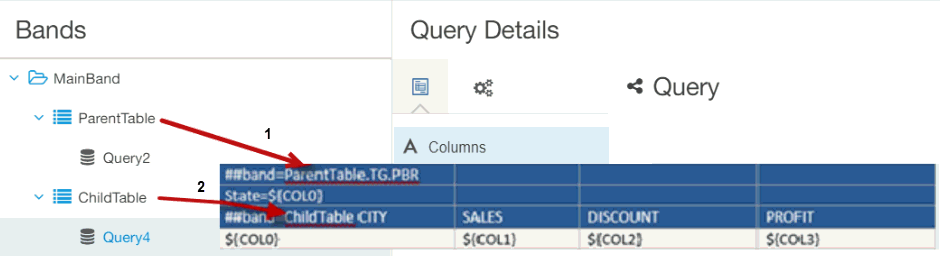 Bands
Query Details
MainBand
Query
ParentTable
1
Columns
Query2
##band=ParentTable.TG.PBR
2
State=${COL0}
ChildTable
##band=ChildTable CITY SALES DISCOUNT PROFIT
Query4
${COL0} ${COL1} ${COL2} ${COL3}